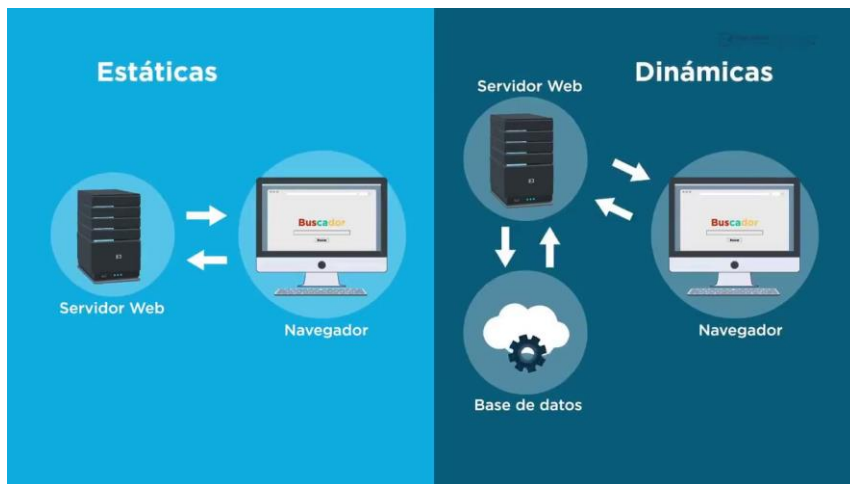 Estáticas
Servidor Web
Buscador
Navegador
Dinámicas
Servidor Web
Buscador
Navegador
Base de datos